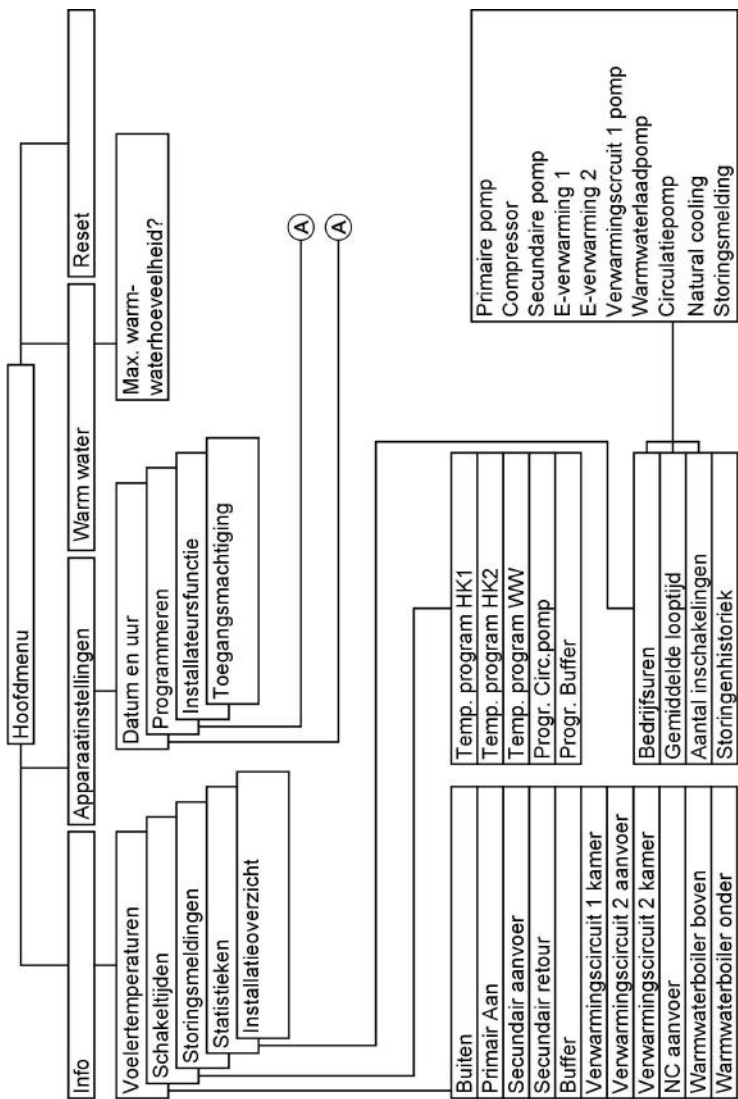 Hoofdmenu
Info
Apparaatinstellingen
Warm water
Reset
Voelertemperaturen
Schakeltijden
Storingsmeldingen
Statistieken
Installatieoverzicht
Datum en uur
Programmeren
Installateursfunctie
Toegangsmachtiging
Max. warm-
waterhoeveelheid?
A
A
Buiten
Primair Aan
Secundair aanvoer
Secundair retour
Buffer
Verwarmingscircuit 1 kamer
Verwarmingscircuit 2 aanvoer
Verwarmingscircuit 2 kamer
NC aanvoer
Warmwaterboiler boven
Warmwaterboiler onder
Temp. program HK1
Temp. program HK2
Temp. program WW
Progr. Circ.pomp
Progr. Buffer
Bedrijfsuren
Gemiddelde looptijd
Aantal inschakelingen
Storingenhistoriek
Primaire pomp
Compressor
Secundaire pomp
E-verwarming 1
E-verwarming 2
Verwarmingscrcuit 1 pomp
Warmwaterlaadpomp
Circulatiepomp
Natural cooling
Storingsmelding